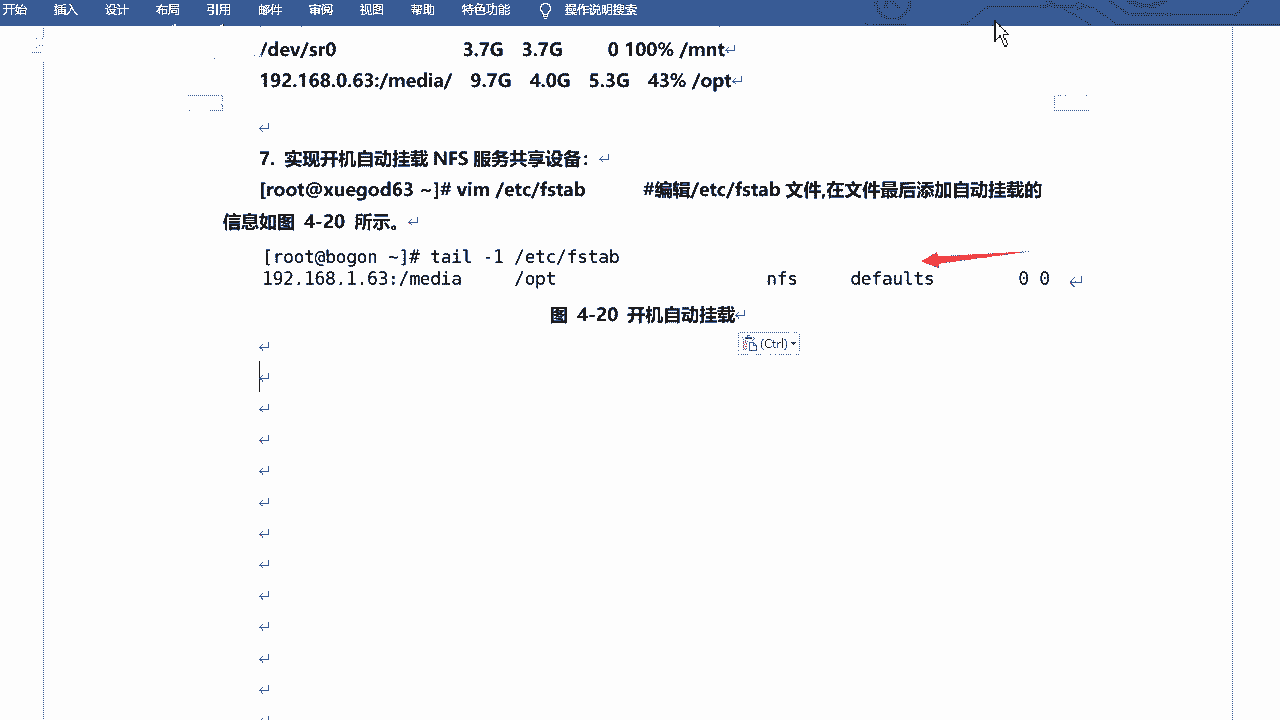 开始 插入 设计 布局 引用 邮件 审阅 视图 帮助 特色功能 操作说明搜索
/dev/sr0 3.7G 3.7G 0 100% /mnt
192.168.0.63:/media/ 9.7G 4.0G 5.3G 43% /opt
7. 实现开机自动挂载 NFS 服务共享设备：
[root@xuegod63 ~]# vim /etc/fstab #编辑/etc/fstab 文件,在文件最后添加自动挂载的
信息如图 4-20 所示。
[root@bogon ~]# tail -1 /etc/fstab
192.168.1.63:/media /opt nfs defaults 0 0
图 4-20 开机自动挂载
(Ctrl)